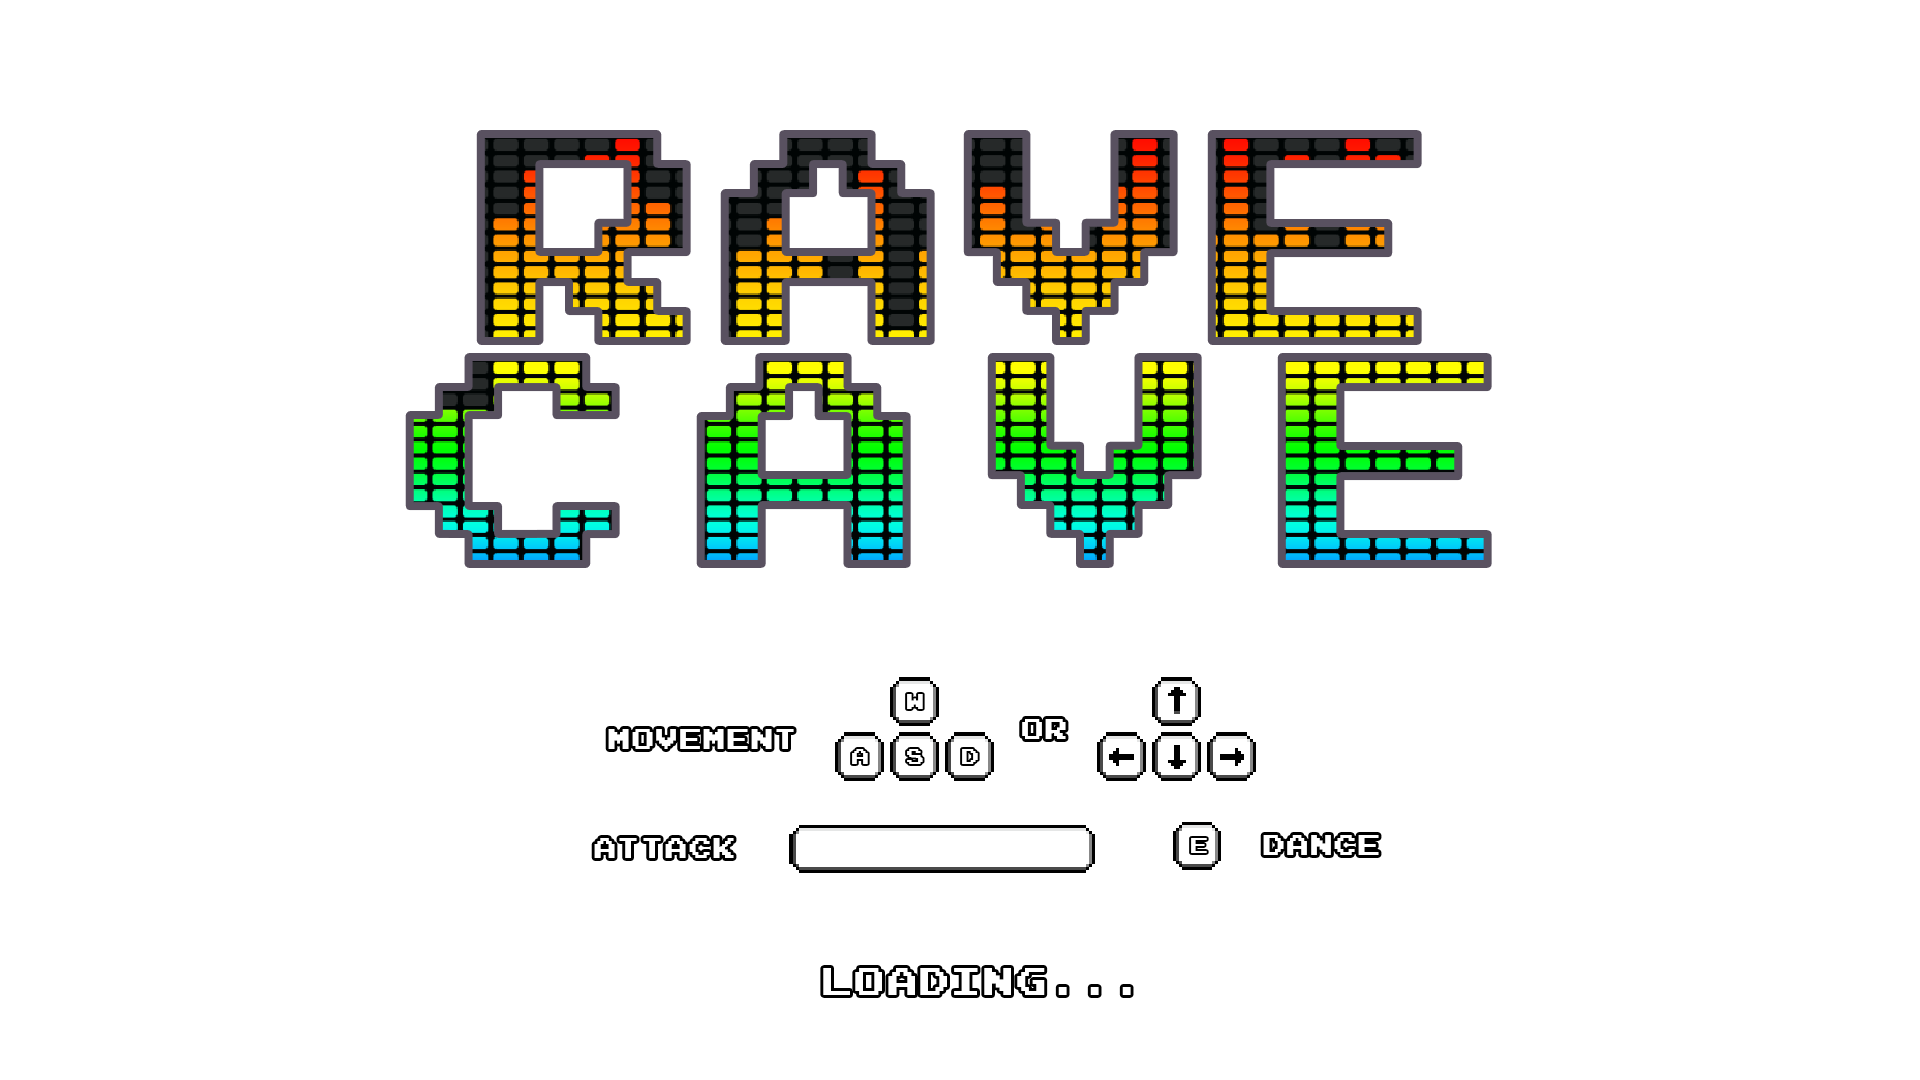 RAVE
CAVE
W ↑
MOVEMENT A S D OR ← ↓ →
ATTACK E DANCE
LOADING...